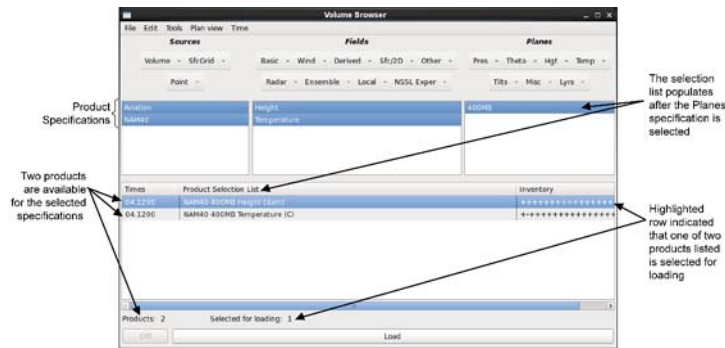 Volume Browser
File Edit Tools Plan view Time
Sources Fields Planes
Volume SfcGrid Basic Wind Derived Sfc/2D Other Pres Theta Hgt Temp
Point Radar Ensemble Local NSSL Exper Tilts Misc Lyrs
Product
Specifications
Aviation Height 400MB
NAM40 Temperature
The selection
list populates
after the Planes
specification is
selected
Two products
are available
for the selected
specifications
Times Product Selection List Inventory
04.1200 NAM40 400MB Height (dam) ++++++++++++++++
04.1200 NAM40 400MB Temperature (C) +-++++++++++++++
Highlighted
row indicated
that one of two
products listed
is selected for
loading
Products: 2 Selected for loading: 1
Diff Load